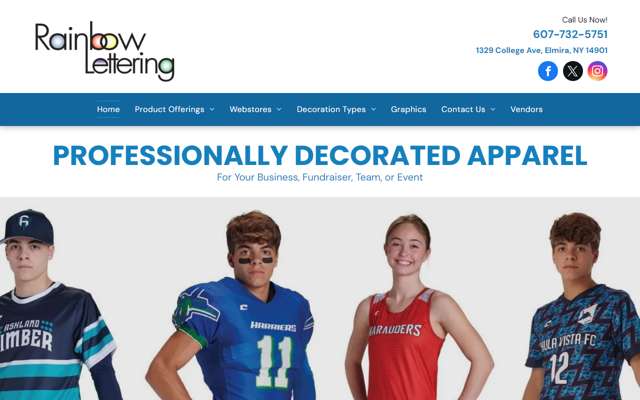 Rainbow
Lettering
Call Us Now!
607-732-5751
1329 College Ave, Elmira, NY 14901
Home
Product Offerings
Webstores
Decoration Types
Graphics
Contact Us
Vendors
PROFESSIONALLY DECORATED APPAREL
For Your Business, Fundraiser, Team, or Event
ASHLAND
HARRIERS
11
MARAUDERS
VISTA FC
12